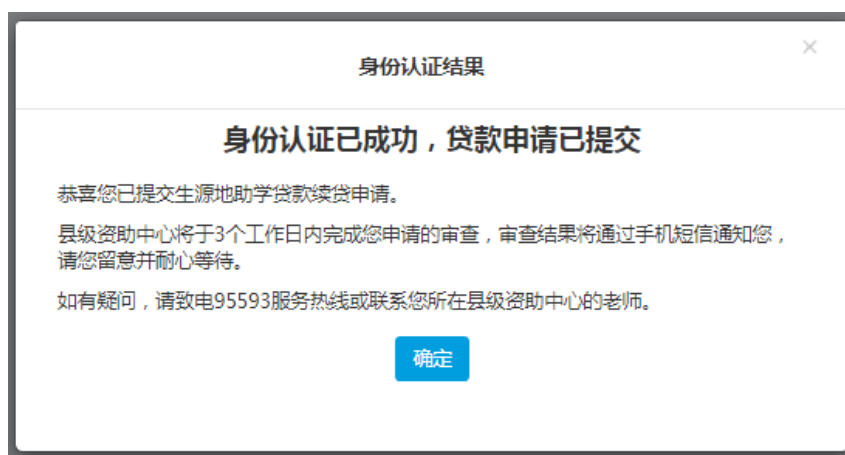 身份认证结果
身份认证已成功，贷款申请已提交
恭喜您已提交生源地助学贷款续贷申请。
县级资助中心将于3个工作日内完成您申请的审查，审查结果将通过手机短信通知您，
请您留意并耐心等待。
如有疑问，请致电95593服务热线或联系您所在县级资助中心的老师。
确定